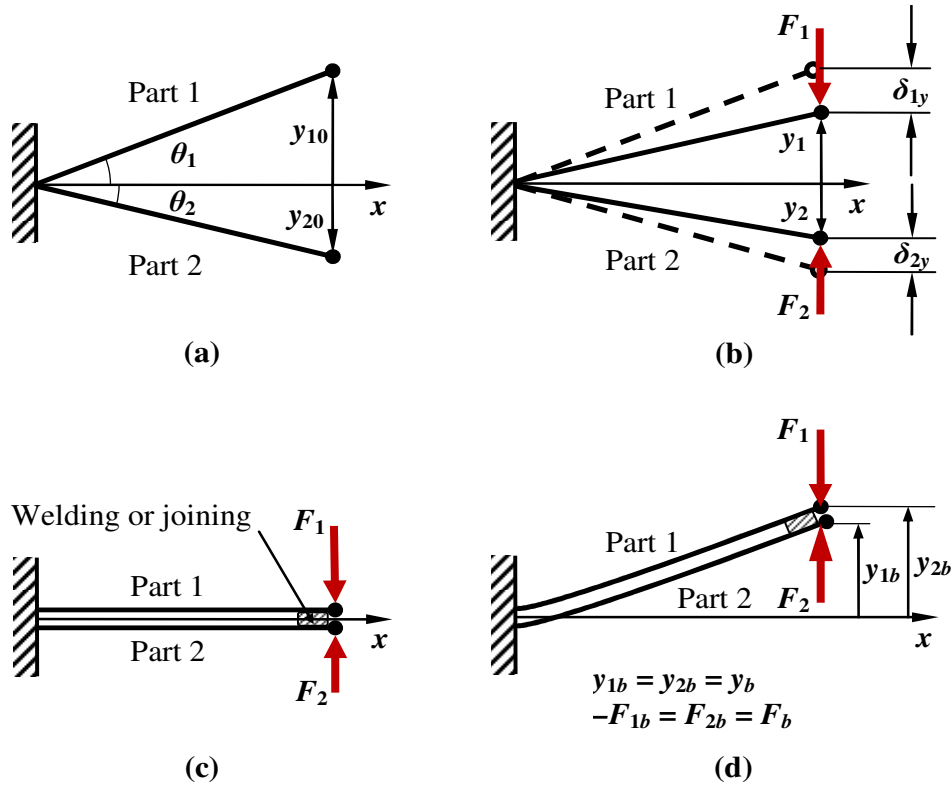 Part 1
θ1
y10
x
θ2
y20
Part 2
(a)
F1
Part 1
δ1y
y1
x
y2
Part 2
δ2y
F2
(b)
Welding or joining
F1
Part 1
x
Part 2
F2
(c)
F1
Part 1
y1b
y2b
Part 2
F2
x
y1b = y2b = yb
−F1b = F2b = Fb
(d)